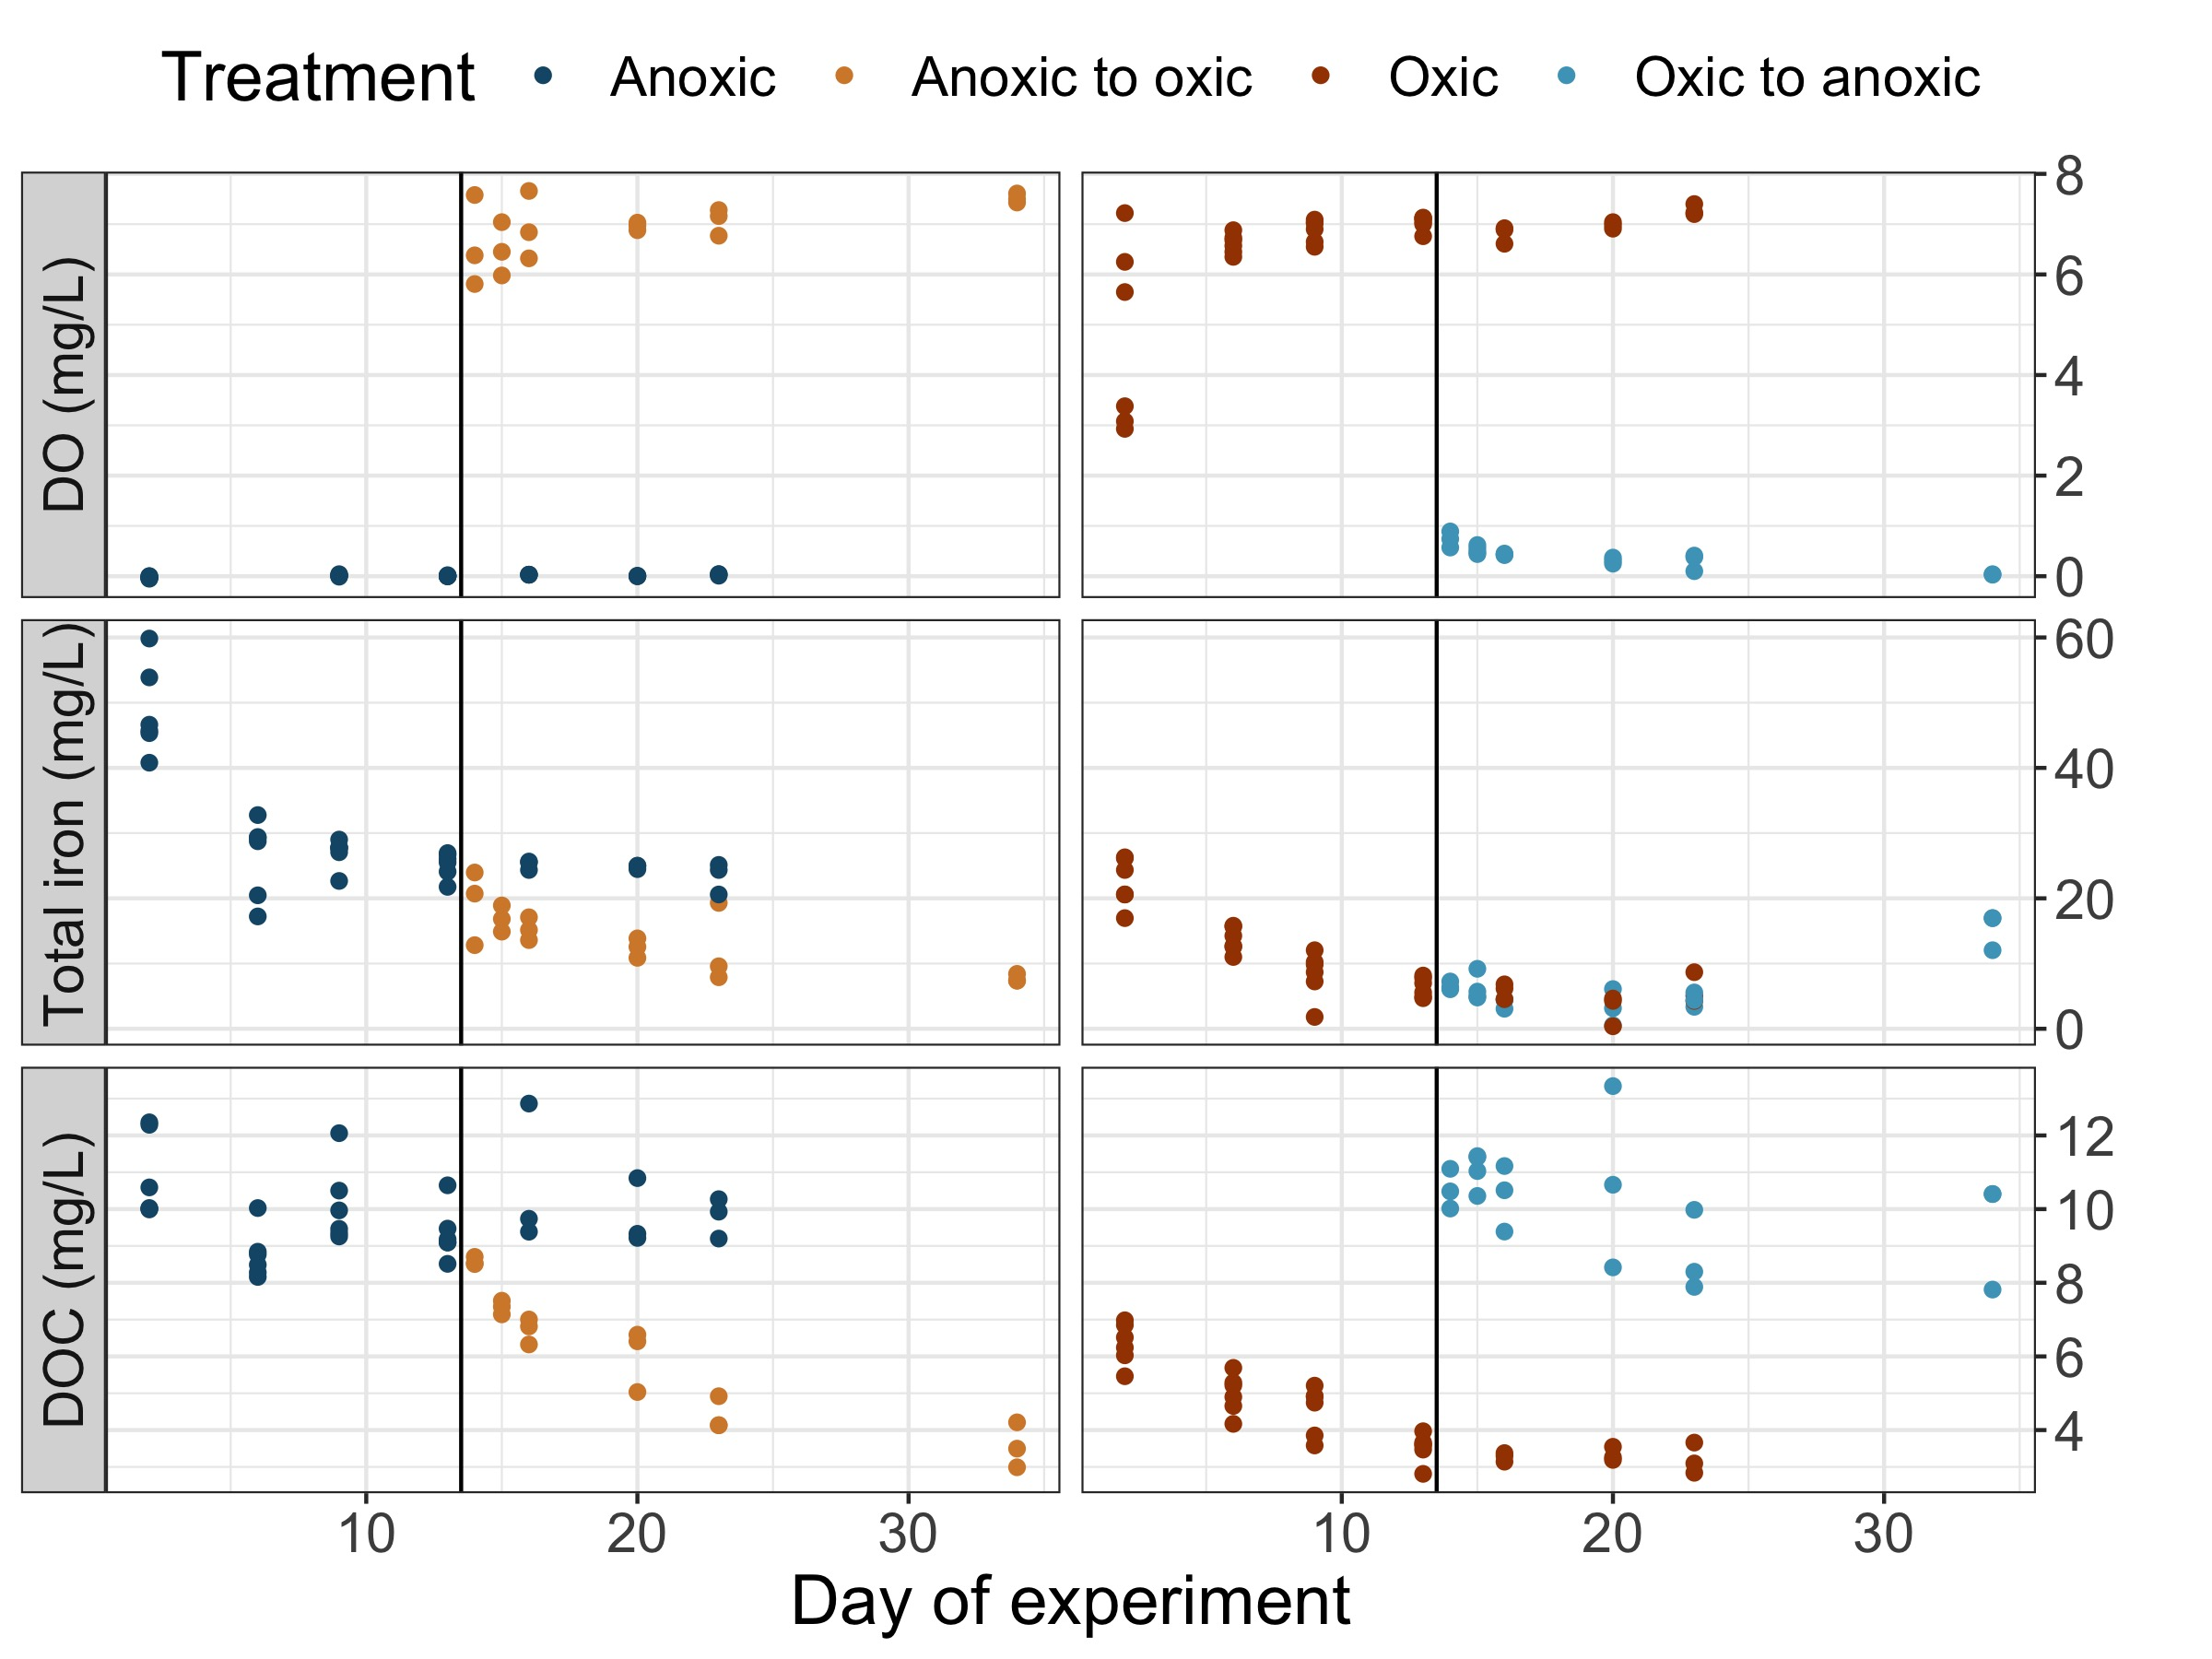 Treatment Anoxic Anoxic to oxic Oxic Oxic to anoxic
DO (mg/L)
8
6
4
2
0
Total iron (mg/L)
60
40
20
0
DOC (mg/L)
12
10
8
6
4
10 20 30 10 20 30
Day of experiment